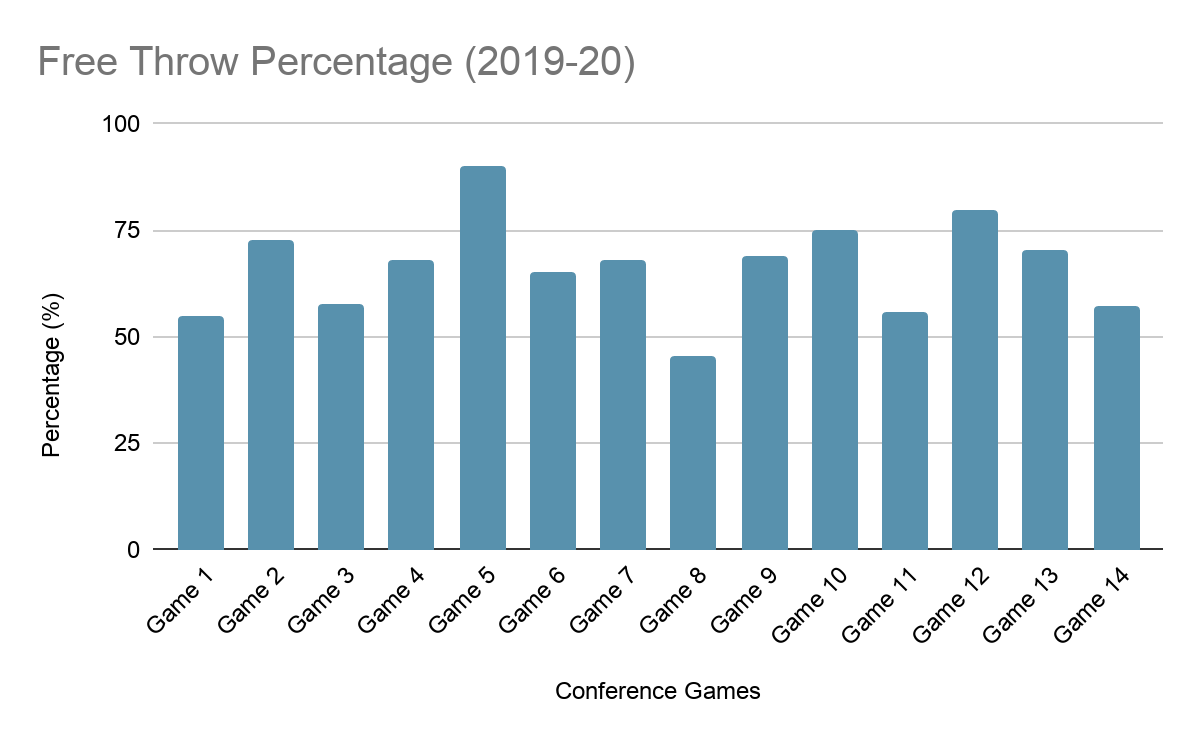 Free Throw Percentage (2019-20)
Percentage (%)
100
75
50
25
0
Game 1
Game 2
Game 3
Game 4
Game 5
Game 6
Game 7
Game 8
Game 9
Game 10
Game 11
Game 12
Game 13
Game 14
Conference Games